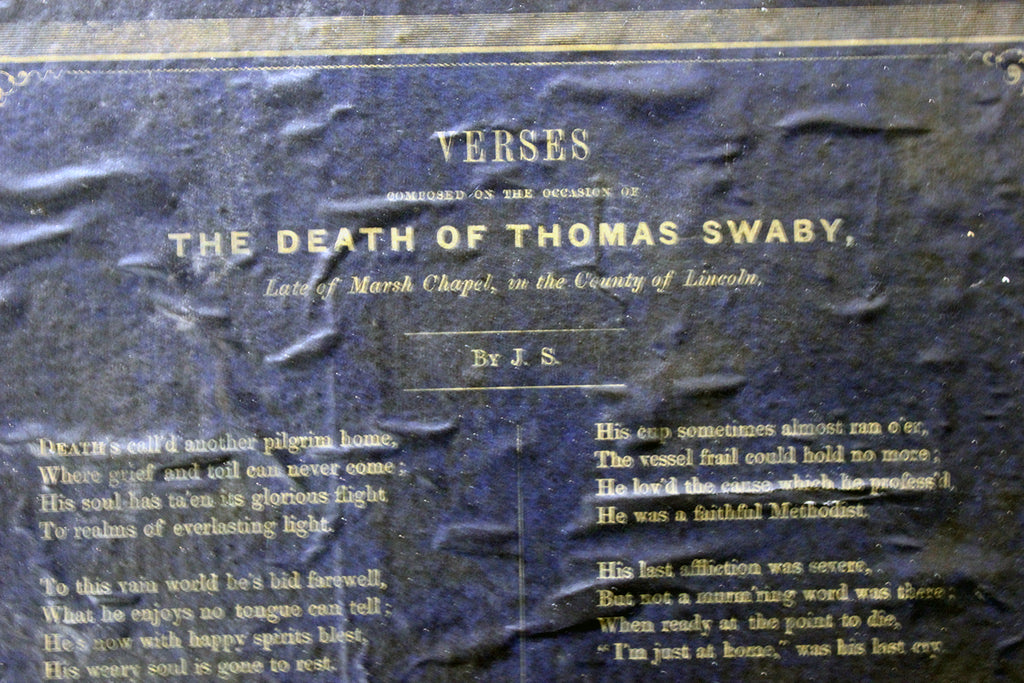 VERSES
COMPOSED ON THE OCCASION OF
THE DEATH OF THOMAS SWABY,
Late of Marsh Chapel, in the County of Lincoln,
By J. S.
DEATH's call'd another pilgrim home,
Where grief and toil can never come;
His soul has ta'en its glorious flight
To realms of everlasting light.
To this vain world he's bid farewell,
What he enjoys no tongue can tell;
He's now with happy spirits blest,
His weary soul is gone to rest.
His cup sometimes almost ran o'er,
The vessel frail could hold no more;
He lov'd the cause which he profess'd,
He was a faithful Methodist.
His last affliction was severe,
But not a murm'ring word was there;
When ready at the point to die,
"I'm just at home," was his last cry.